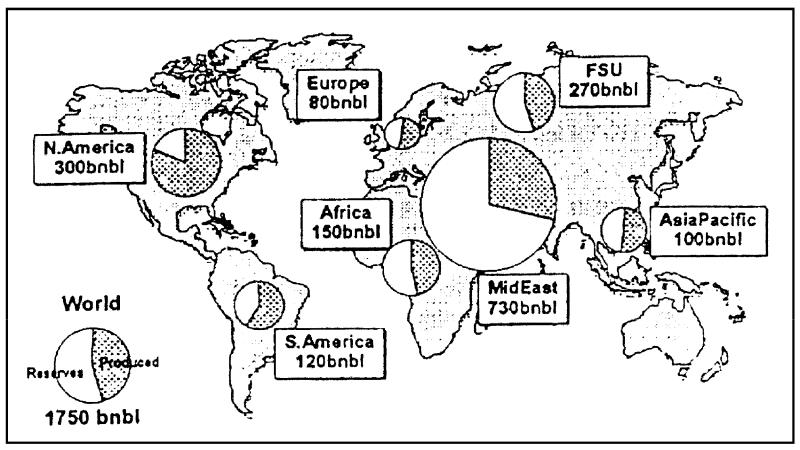 Europe
80bnbl
FSU
270bnbl
N.America
300bnbl
Africa
150bnbl
AsiaPacific
100bnbl
MidEast
730bnbl
World
S.America
120bnbl
Reserves
Produced
1750 bnbl